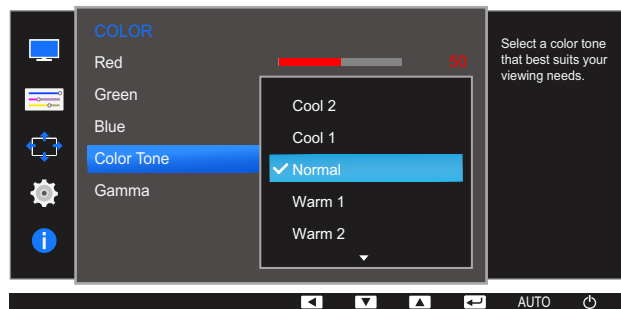 COLOR
Red 50
Green
Blue
Color Tone
Gamma
Cool 2
Cool 1
Normal
Warm 1
Warm 2
Select a color tone
that best suits your
viewing needs.
AUTO